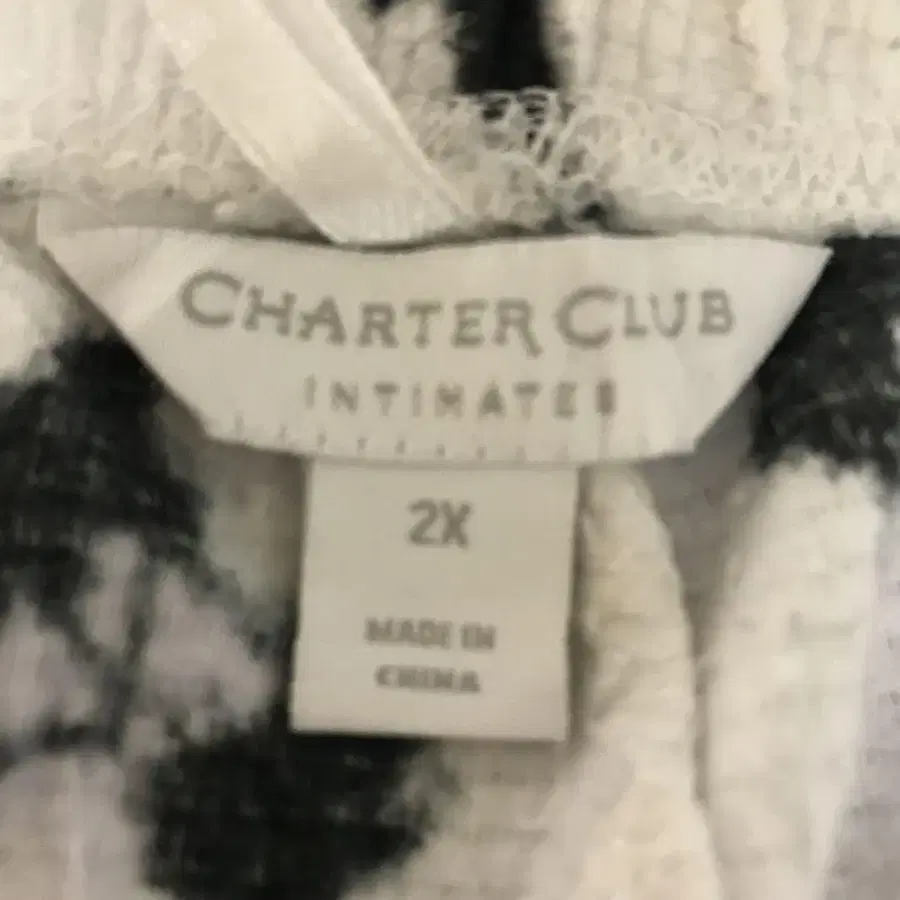 CHARTER CLUB
INTIMATES
2X
MADE IN
CHINA